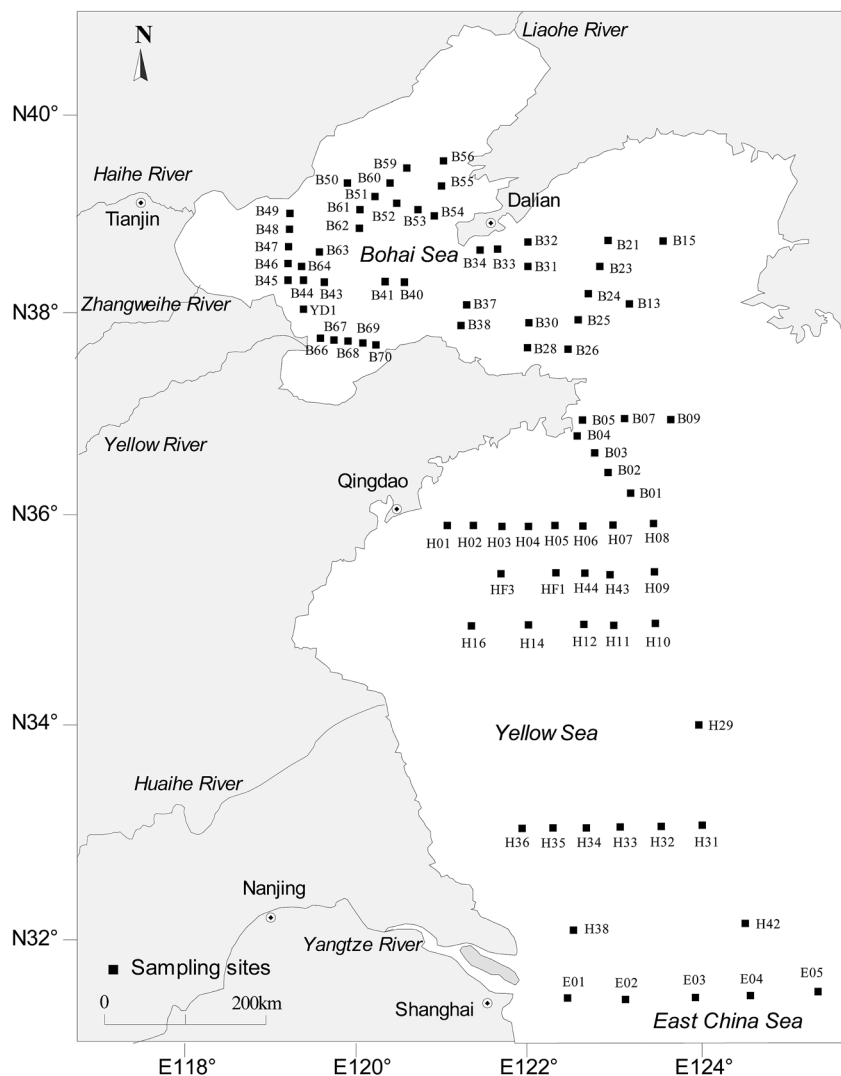 Liaohe River
N
N40°
B56
B59
B50
B60
B55
Haihe River
B51
Dalian
B49
B61
B52
B53
B54
Tianjin
B48
B62
B32
B21
B15
B47
B63
Bohai Sea
B34
B33
B46
B64
B31
B23
B45
B44
B43
B41
B40
B24
Zhangweihe River
N38°
YD1
B37
B13
B67
B69
B38
B30
B25
B66
B68
B70
B28
B26
B05
B07
B09
Yellow River
B04
B03
B02
Qingdao
B01
N36°
H01
H02
H03
H04
H05
H06
H07
H08
HF3
HF1
H44
H43
H09
H16
H14
H12
H11
H10
N34°
Yellow Sea
H29
Huaihe River
H36
H35
H34
H33
H32
H31
Nanjing
N32°
Yangtze River
H38
H42
Sampling sites
E01
E02
E03
E04
E05
0
200km
Shanghai
East China Sea
E118°
E120°
E122°
E124°